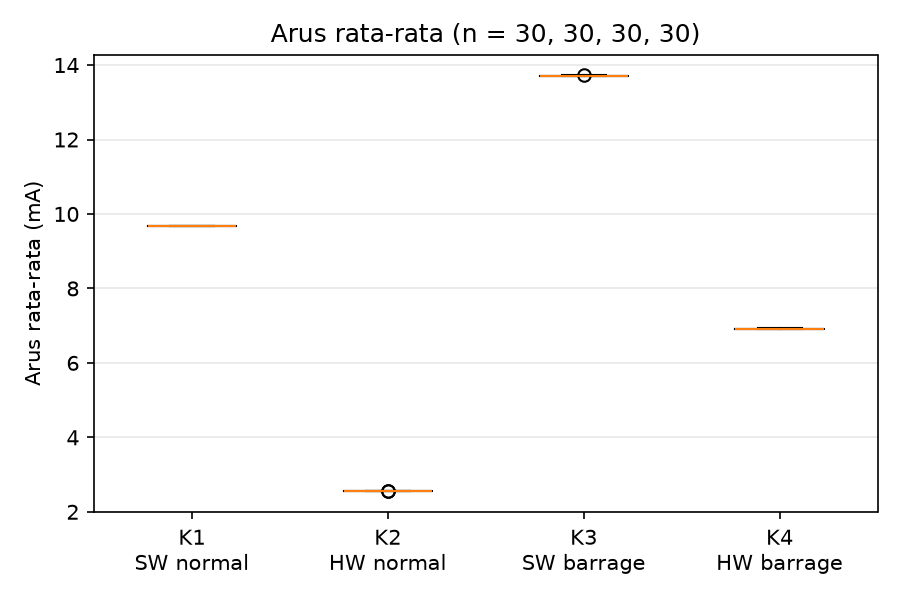 Arus rata-rata (n = 30, 30, 30, 30)
Arus rata-rata (mA)
14
12
10
8
6
4
2
K1
SW normal
K2
HW normal
K3
SW barrage
K4
HW barrage